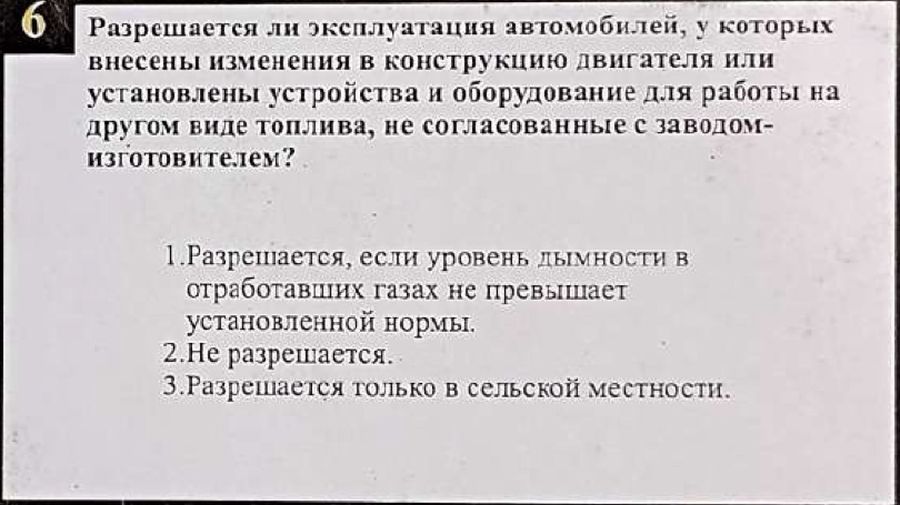 6
Разрешается ли эксплуатация автомобилей, у которых
внесены изменения в конструкцию двигателя или
установлены устройства и оборудование для работы на
другом виде топлива, не согласованные с заводом-
изготовителем?
1.Разрешается, если уровень дымности в
отработавших газах не превышает
установленной нормы.
2.Не разрешается.
3.Разрешается только в сельской местности.